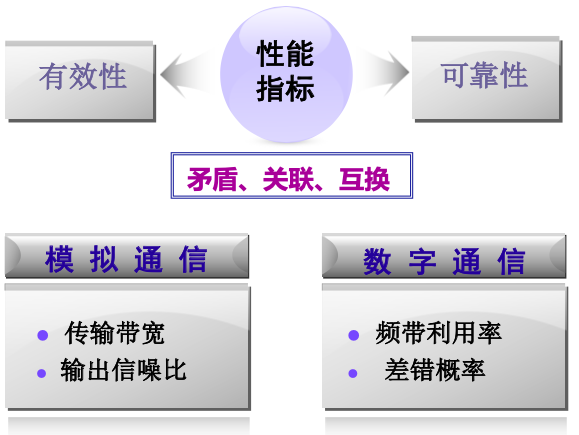 有效性
性能
指标
可靠性
矛盾、关联、互换
模拟通信
传输带宽
输出信噪比
数字通信
频带利用率
差错概率